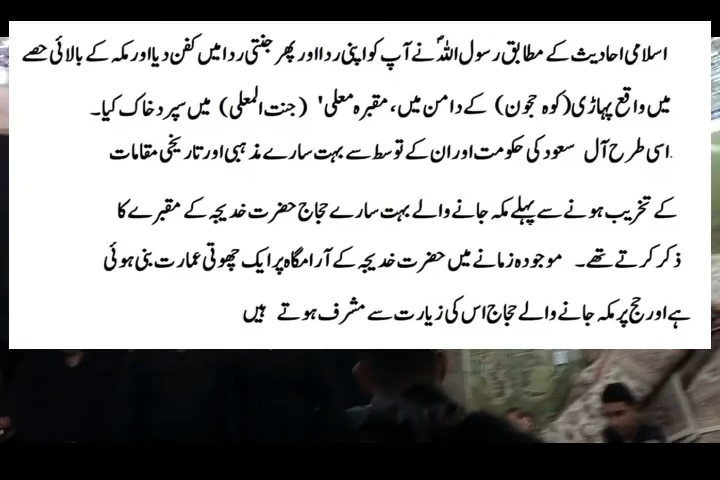 اسلامی احادیث کے مطابق رسول اللہؐ نے آپ کو اپنی ردا اور پھر جنتی ردا میں کفن دیا اور مکہ کے بالائی حصے
میں واقع پہاڑی (کوہ حجون) کے دامن میں، مقبرہ معلی' (جنت المعلی) میں سپرد خاک کیا۔
اسی طرح آل سعود کی حکومت اور ان کے توسط سے بہت سارے مذہبی اور تاریخی مقامات
کے تخریب ہونے سے پہلے مکہ جانے والے بہت سارے حجاج حضرت خدیجہ کے مقبرے کا
ذکر کرتے تھے۔ موجودہ زمانے میں حضرت خدیجہ کے آرامگاہ پر ایک چھوٹی عمارت بنی ہوئی
ہے اور حج پر مکہ جانے والے حجاج اس کی زیارت سے مشرف ہوتے ہیں